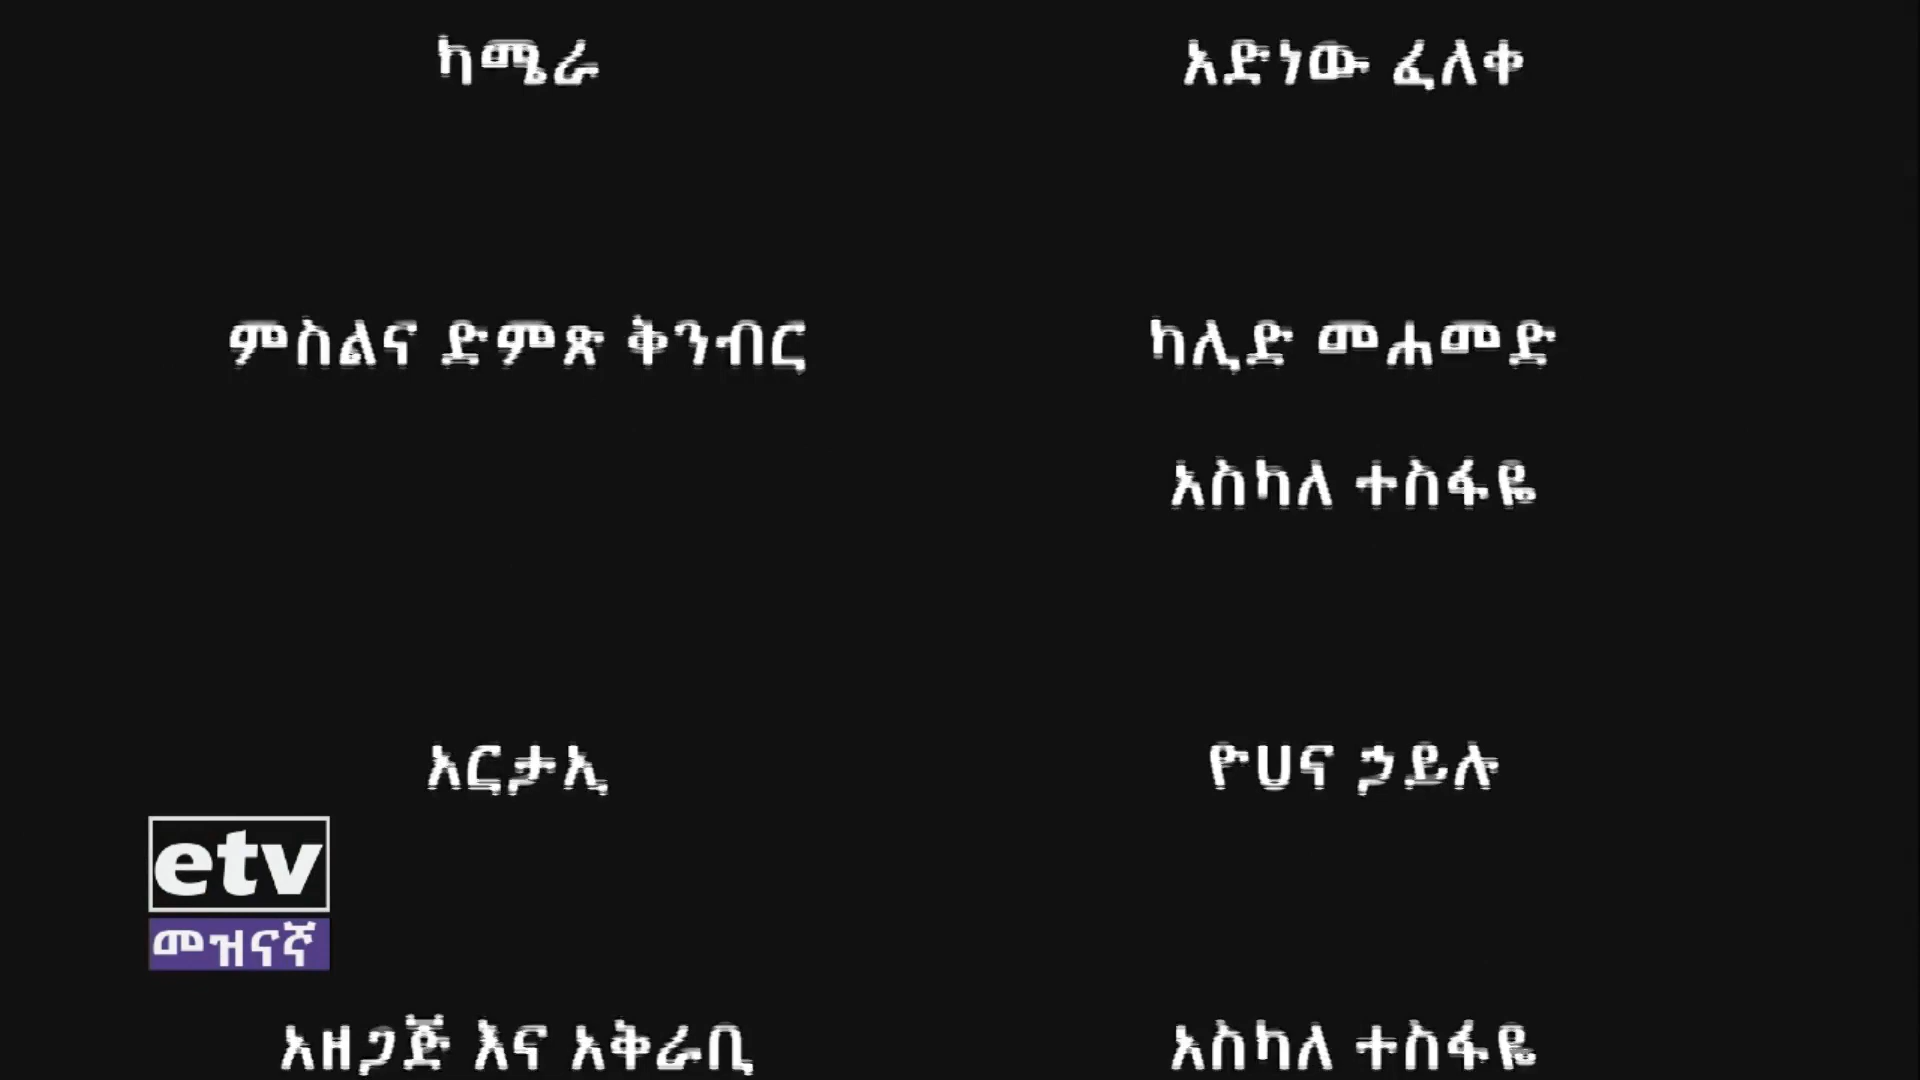 ካሜራ አድነው ፈለቀ
ምስልና ድምጽ ቅንብር ካሊድ መሐመድ
አስካለ ተስፋዬ
አርታኢ ዮሀና ኃይሉ
etv
መዝናኛ
አዘጋጅ እና አቅራቢ አስካለ ተስፋዬ